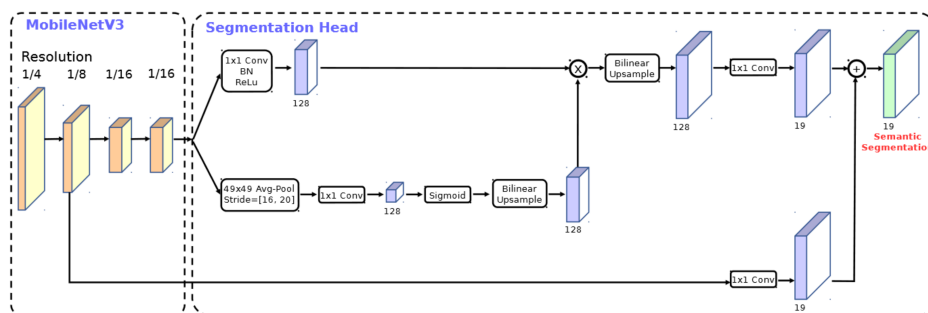 MobileNetV3
Segmentation Head
Resolution
1/4 1/8 1/16 1/16
1x1 Conv
BN
ReLu
128
X
Bilinear
Upsample
128
1x1 Conv
19
+
19
Semantic
Segmentation
49x49 Avg-Pool
Stride=[16, 20]
1x1 Conv
128
Sigmoid
Bilinear
Upsample
128
1x1 Conv
19